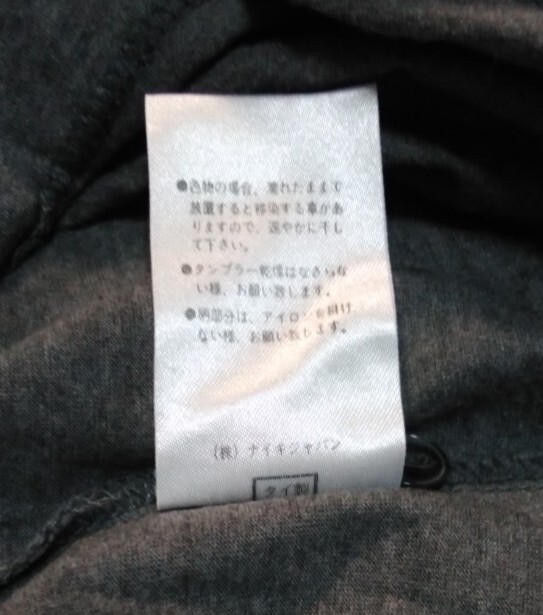 ●色物の場合、濡れたままで
放置すると移染する事があ
りますので、速やかに干し
て下さい。
●タンブラー乾燥はなさらな
い様、お願い致します。
●柄部分は、アイロンを掛け
ない様、お願い致します。
(株) ナイキジャパン
タイ製